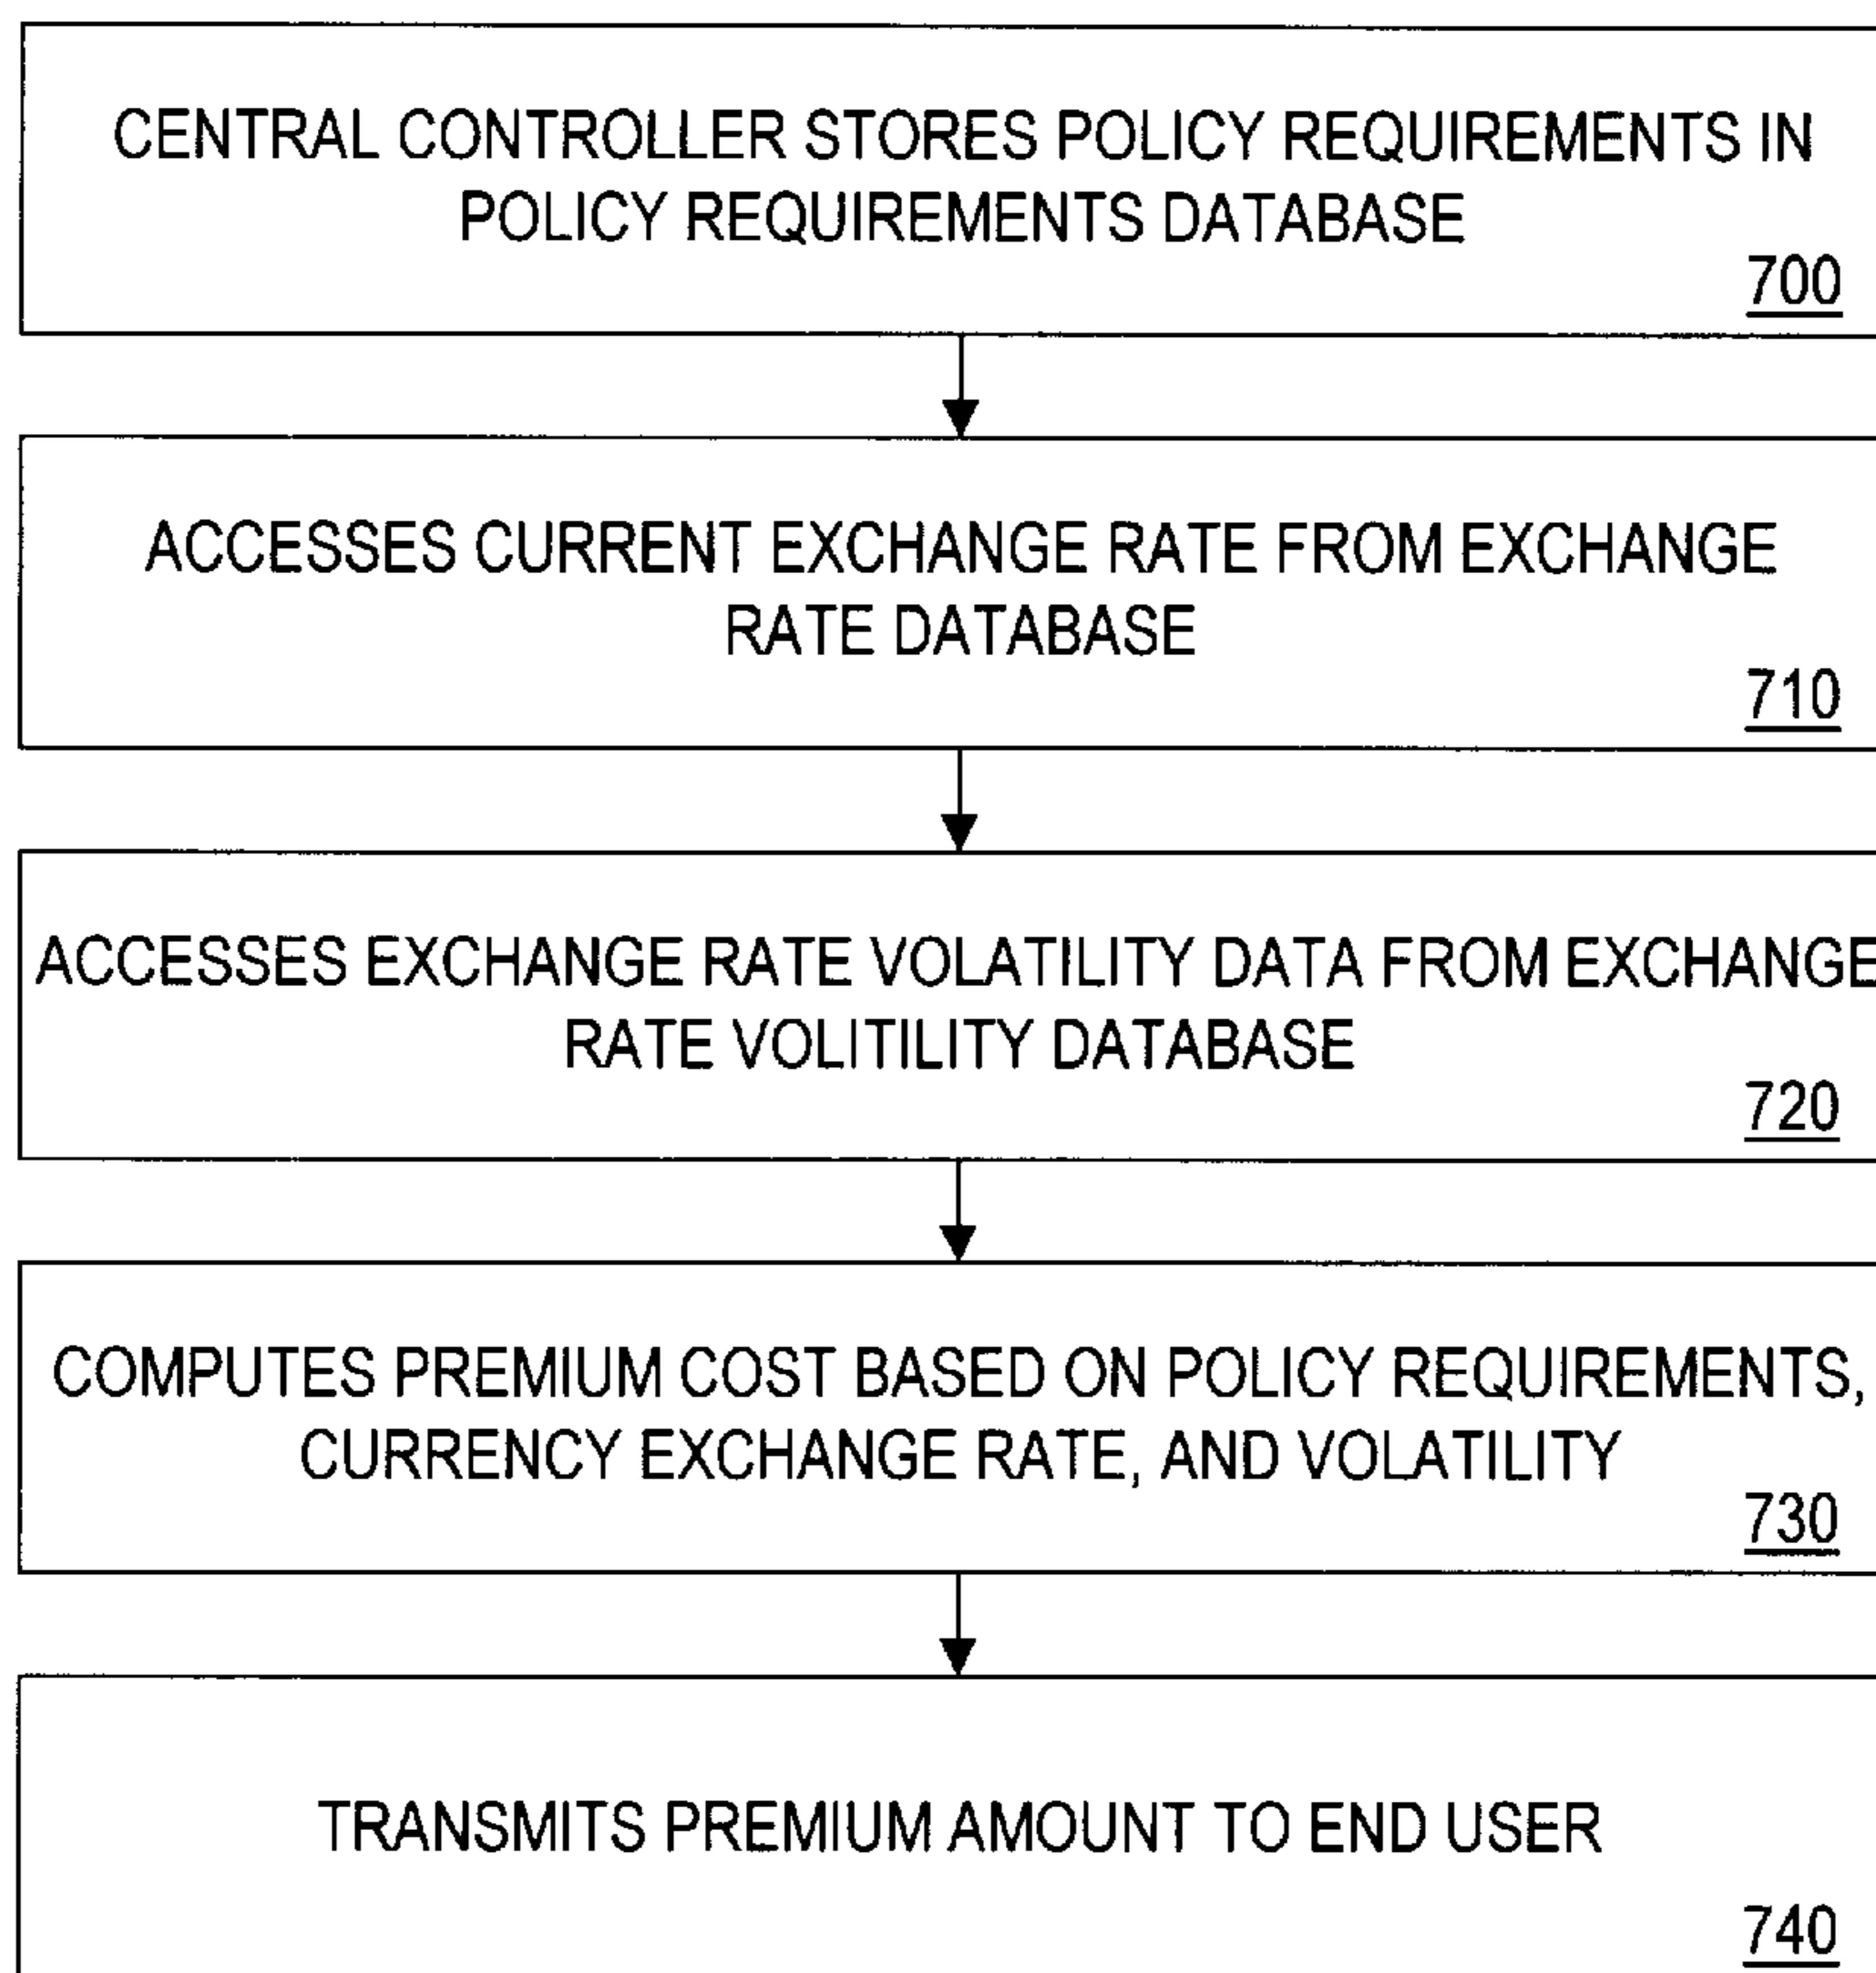 CENTRAL CONTROLLER STORES POLICY REQUIREMENTS IN
POLICY REQUIREMENTS DATABASE
700
ACCESSES CURRENT EXCHANGE RATE FROM EXCHANGE
RATE DATABASE
710
ACCESSES EXCHANGE RATE VOLATILITY DATA FROM EXCHANGE
RATE VOLITILITY DATABASE
720
COMPUTES PREMIUM COST BASED ON POLICY REQUIREMENTS,
CURRENCY EXCHANGE RATE, AND VOLATILITY
730
TRANSMITS PREMIUM AMOUNT TO END USER
740